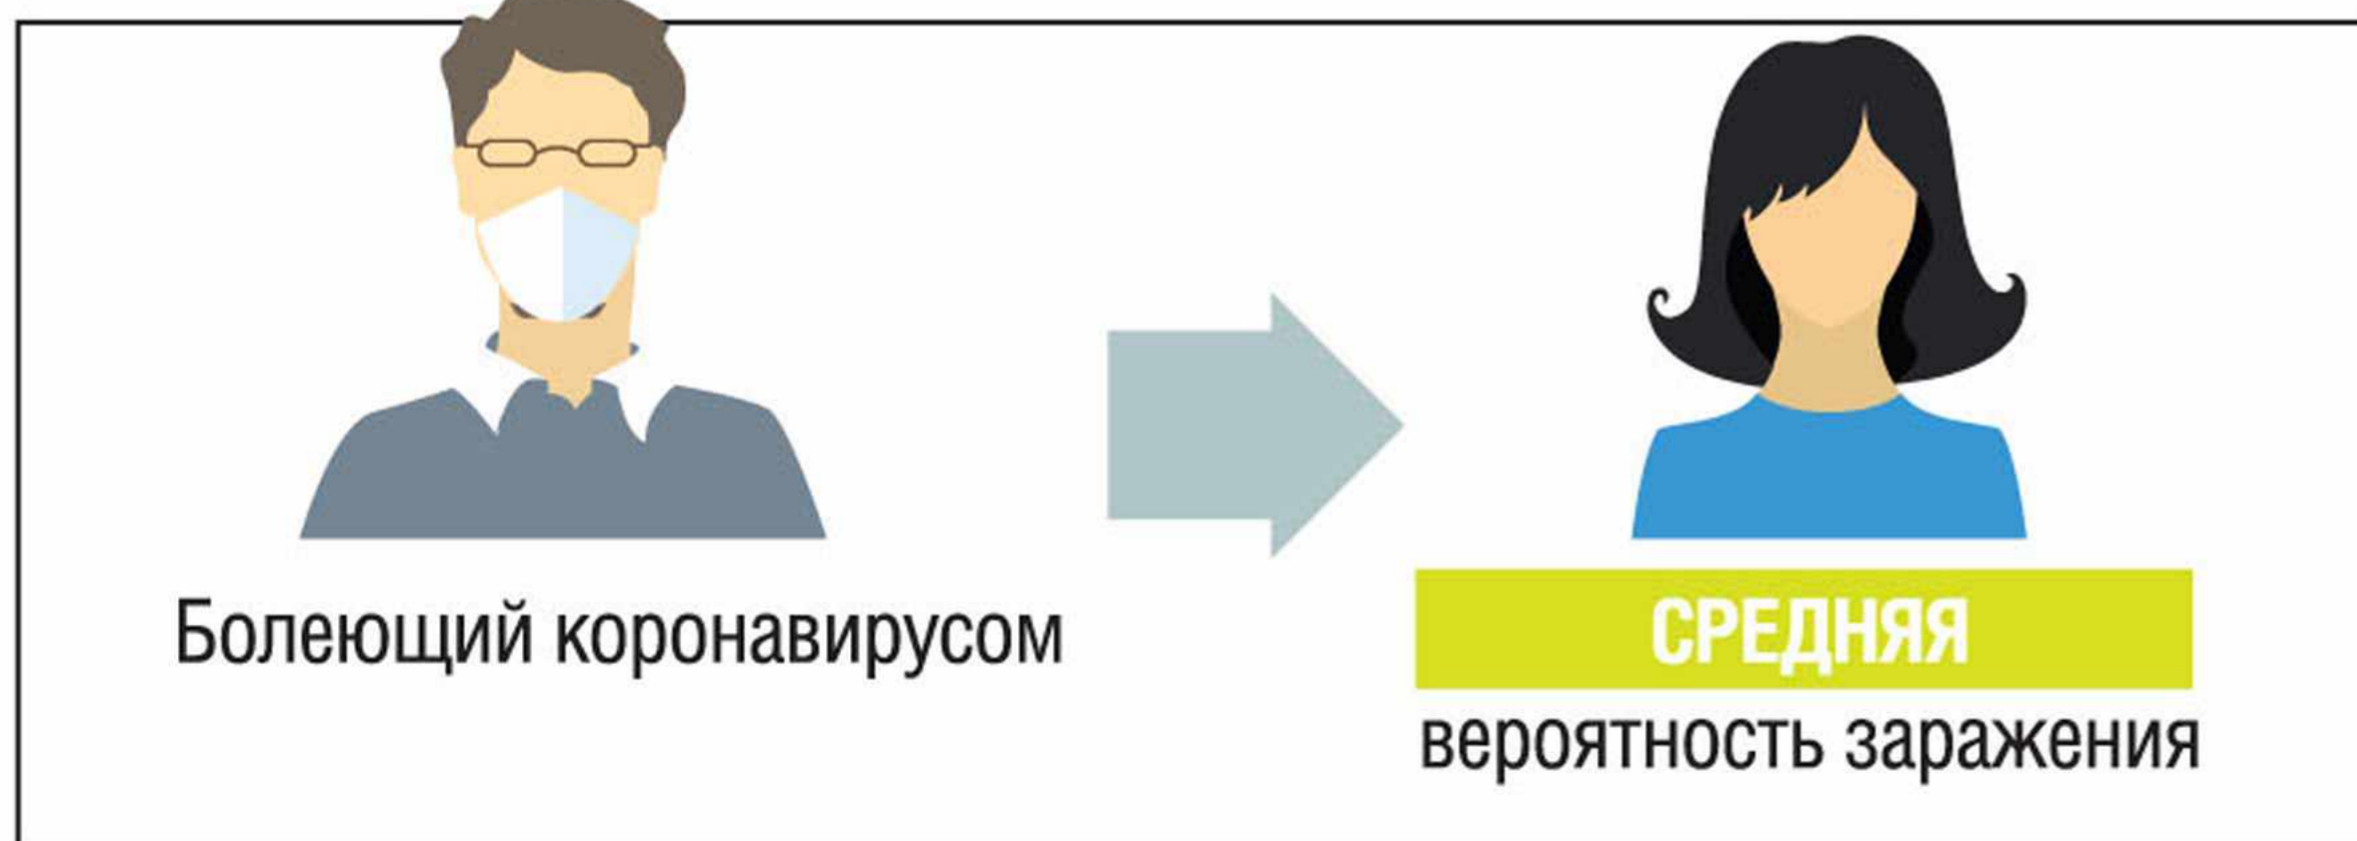 Болеющий коронавирусом
СРЕДНЯЯ
вероятность заражения